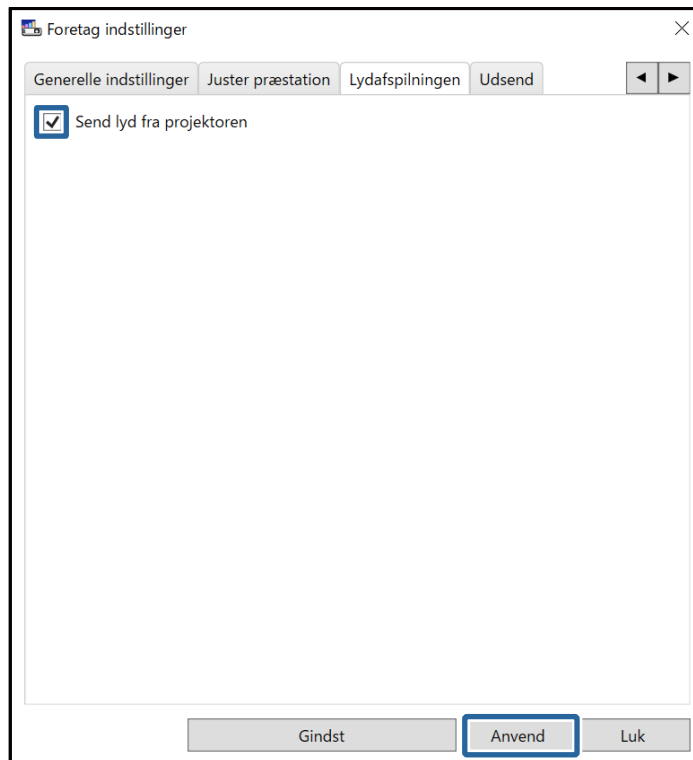 Foretag indstillinger
Generelle indstillinger Juster præstation Lydafspilningen Udsend
Send lyd fra projektoren
Gindst Anvend Luk